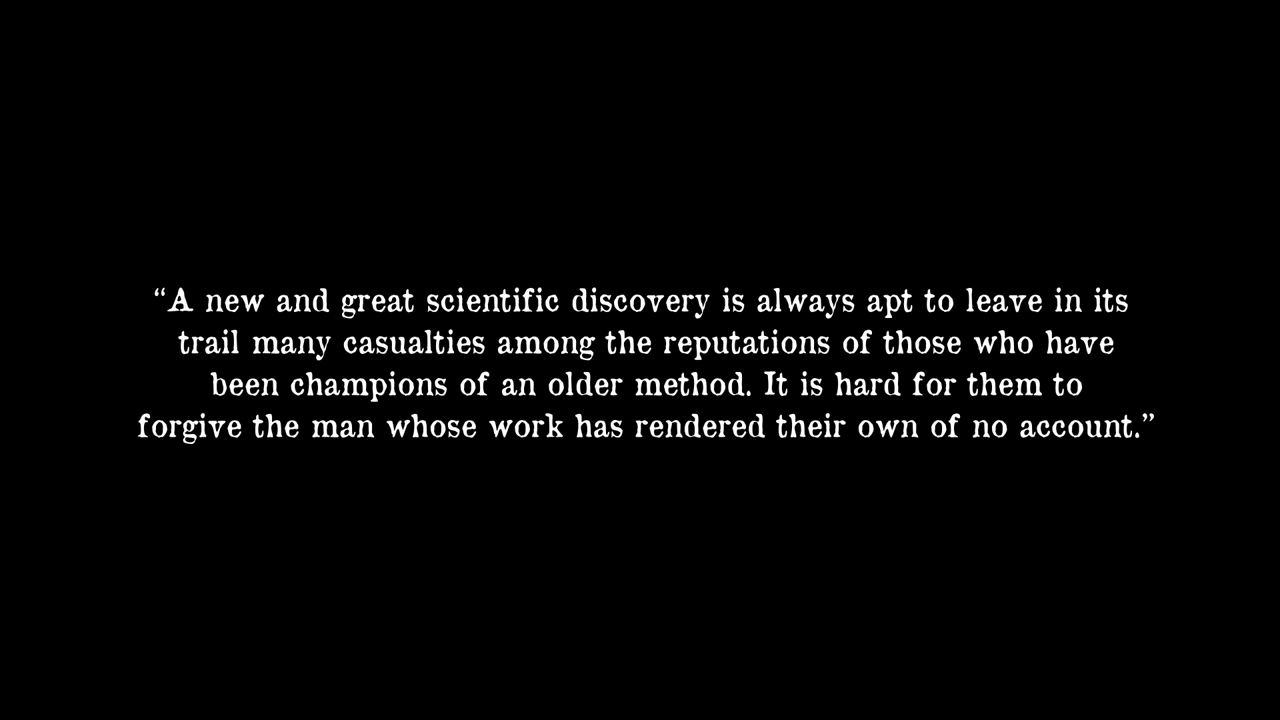 “A new and great scientific discovery is always apt to leave in its
trail many casualties among the reputations of those who have
been champions of an older method. It is hard for them to
forgive the man whose work has rendered their own of no account.”